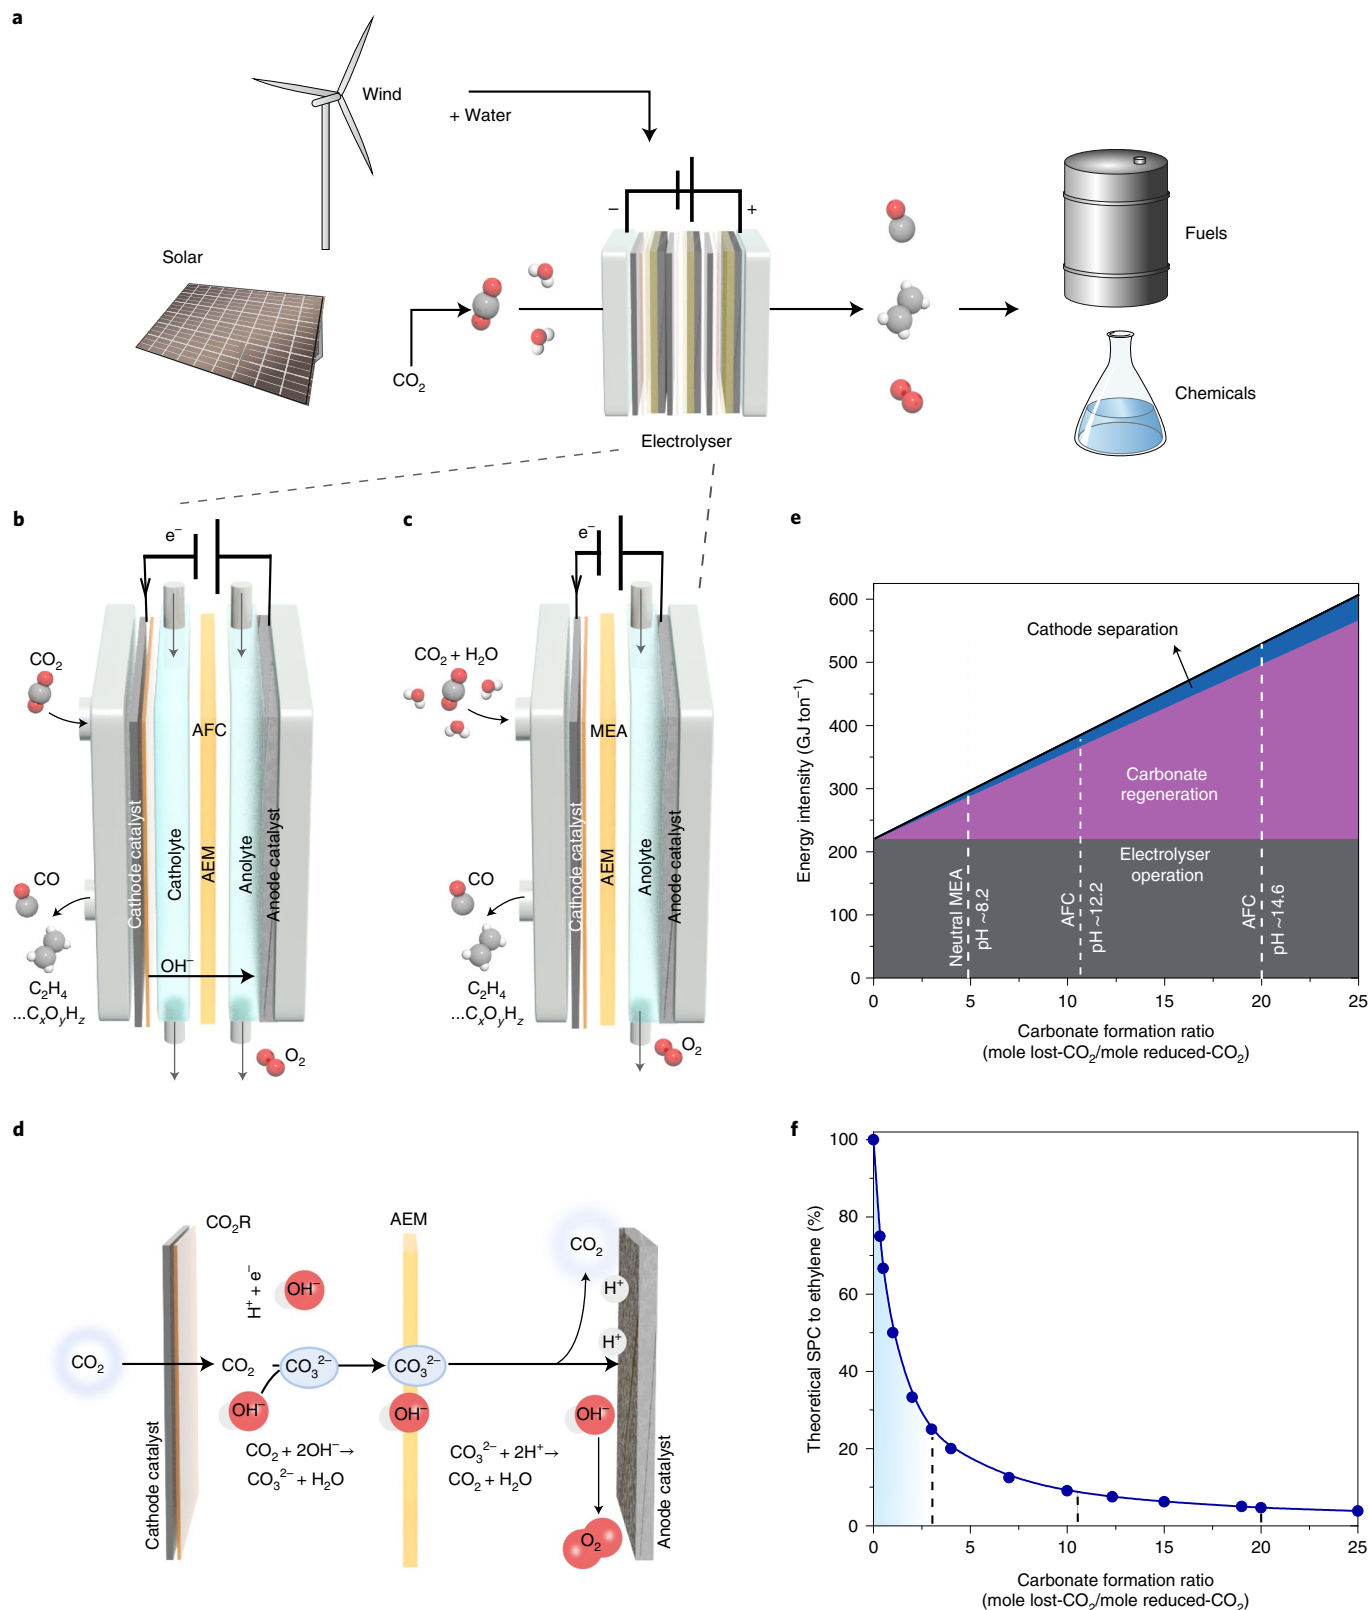 a
Wind
+ Water
−
+
Solar
CO₂
Electrolyser
Fuels
Chemicals
b
e⁻
CO₂
AFC
Cathode catalyst
Catholyte
AEM
Anolyte
Anode catalyst
CO
OH⁻
C₂H₄
...CₓOᵧH_z
O₂
c
e⁻
CO₂ + H₂O
MEA
Cathode catalyst
AEM
Anolyte
Anode catalyst
CO
C₂H₄
...CₓOᵧH_z
O₂
e
Energy intensity (GJ ton⁻¹)
600
500
400
300
200
100
0
Cathode separation
Carbonate
regeneration
Electrolyser
operation
Neutral MEA
pH ~8.2
AFC
pH ~12.2
AFC
pH ~14.6
0
5
10
15
20
25
Carbonate formation ratio
(mole lost-CO₂/mole reduced-CO₂)
d
CO₂R
AEM
CO₂
H⁺ + e⁻
OH⁻
H⁺
H⁺
CO₂
CO₂
CO₃²⁻
CO₃²⁻
OH⁻
OH⁻
OH⁻
CO₂ + 2OH⁻→
CO₃²⁻ + H₂O
CO₃²⁻ + 2H⁺→
CO₂ + H₂O
O₂
Cathode catalyst
Anode catalyst
f
Theoretical SPC to ethylene (%)
100
80
60
40
20
0
0
5
10
15
20
25
Carbonate formation ratio
(mole lost-CO₂/mole reduced-CO₂)